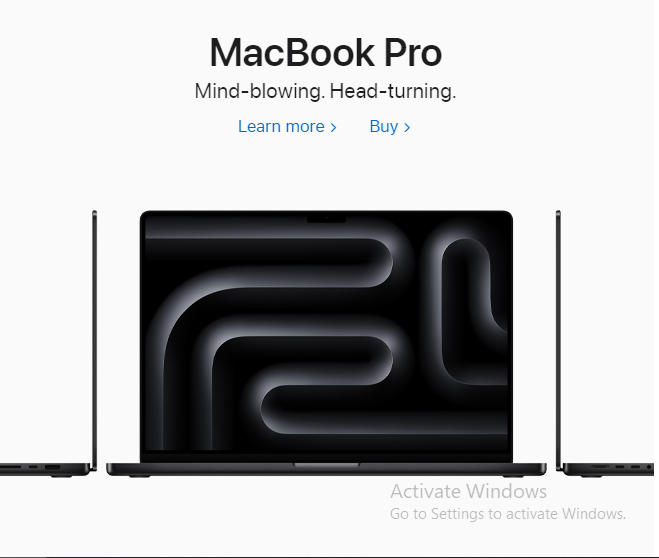 MacBook Pro
Mind-blowing. Head-turning.
Learn more > Buy >
Activate Windows
Go to Settings to activate Windows.